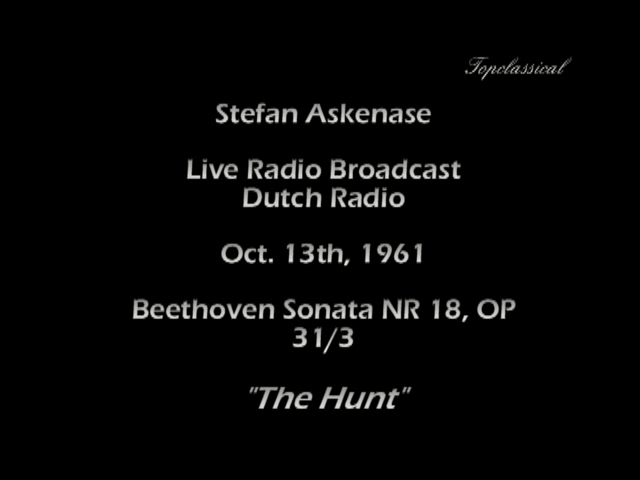 Topclassical
Stefan Askenase
Live Radio Broadcast
Dutch Radio
Oct. 13th, 1961
Beethoven Sonata NR 18, OP
31/3
"The Hunt"